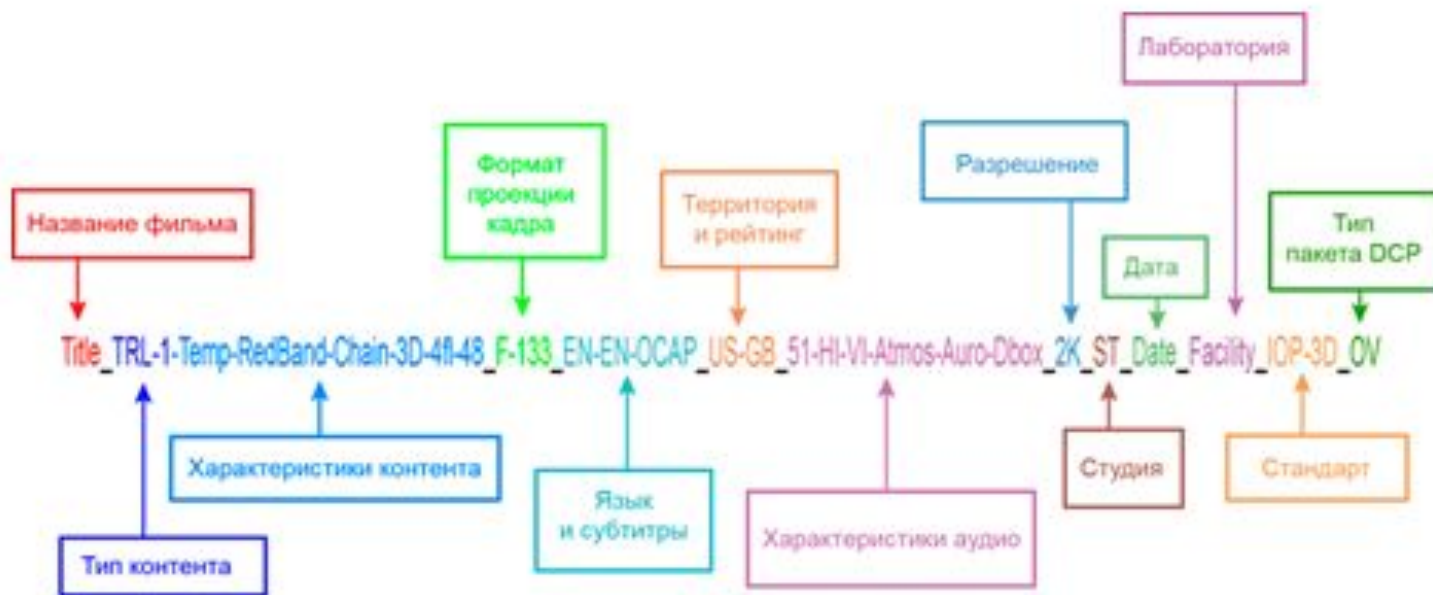 Лаборатория
Формат
проекции
кадра
Разрешение
Название фильма
Территория
и рейтинг
Тип
пакета DCP
Дата
Title_TRL-1-Temp-RedBand-Chain-3D-4fl-48_F-133_EN-EN-OCAP_US-GB_51-HI-VI-Atmos-Auro-Dbox_2K_ST_Date_Facility_IOP-3D_OV
Характеристики контента
Студия
Стандарт
Язык
и субтитры
Характеристики аудио
Тип контента